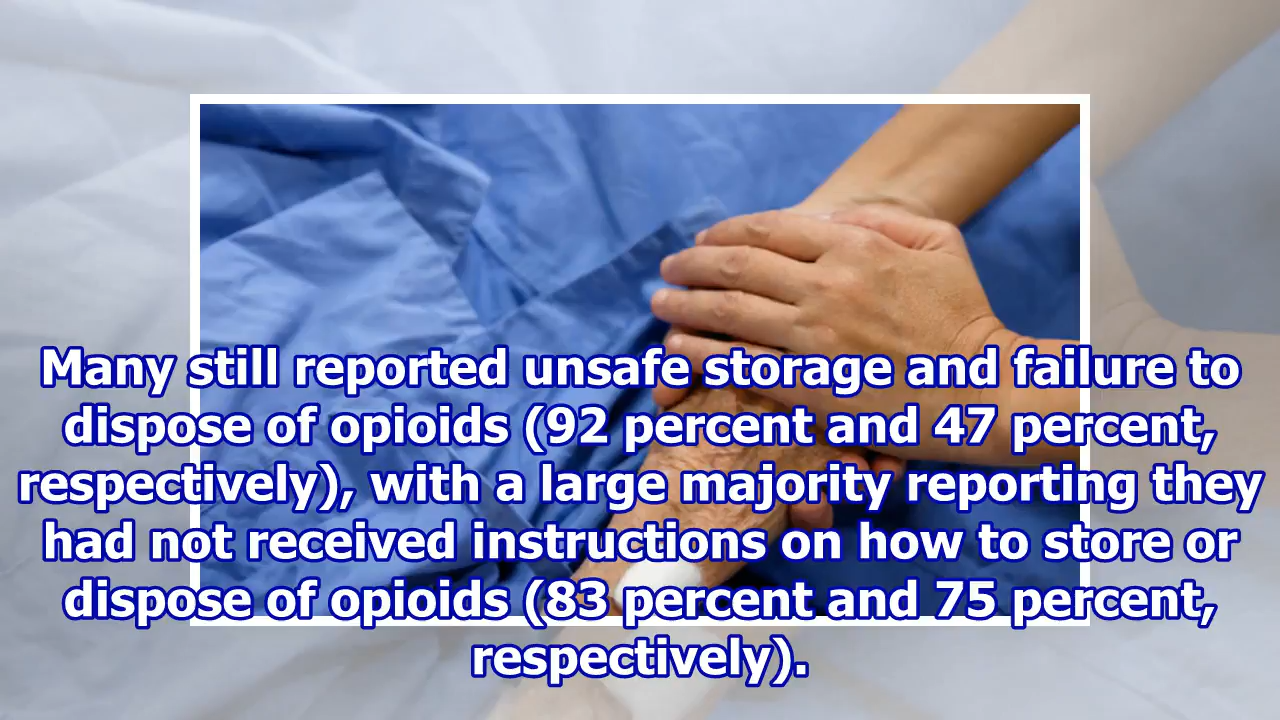 Many still reported unsafe storage and failure to
dispose of opioids (92 percent and 47 percent,
respectively), with a large majority reporting they
had not received instructions on how to store or
dispose of opioids (83 percent and 75 percent,
respectively).